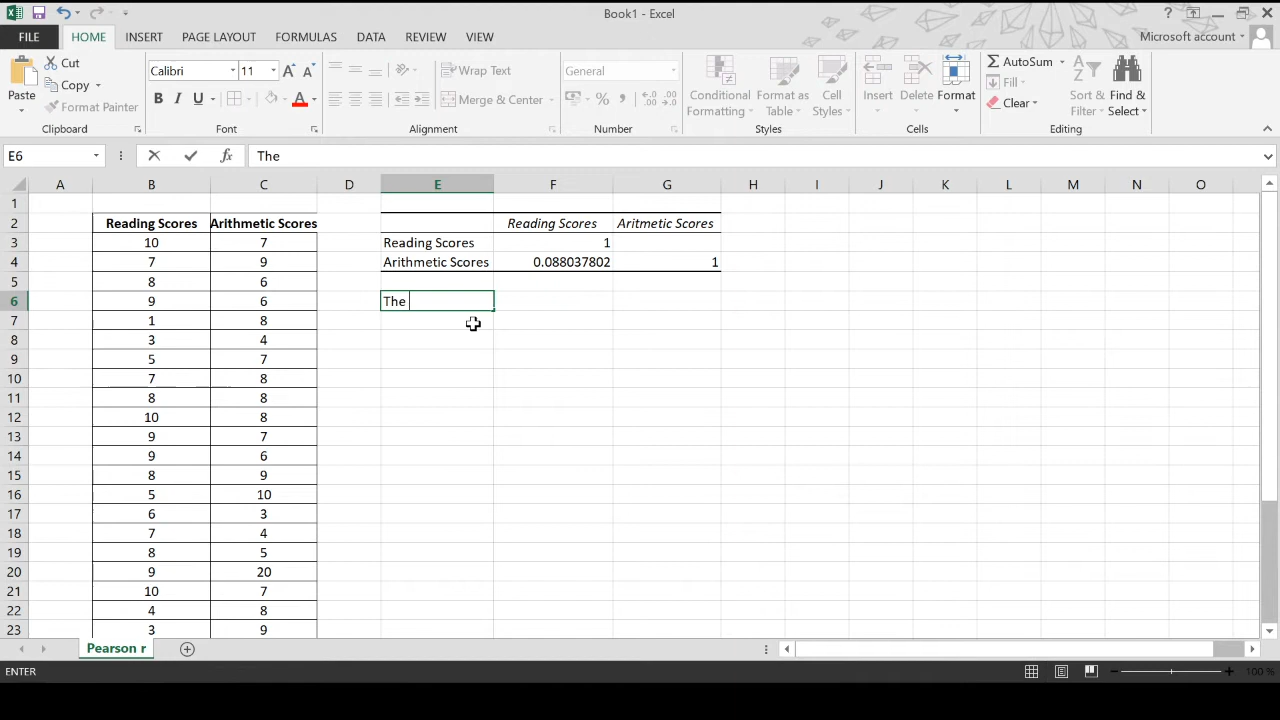 Book1 - Excel
?
FILE HOME INSERT PAGE LAYOUT FORMULAS DATA REVIEW VIEW
Microsoft account
Paste
Cut
Copy
Format Painter
Clipboard
Calibri 11
B I U
Font
Wrap Text
Merge & Center
Alignment
General
% ,
Number
Conditional Formatting
Format as Table
Cell Styles
Styles
Insert
Delete
Format
Cells
AutoSum
Fill
Clear
Sort & Filter
Find & Select
Editing
E6
The
A B C D E F G H I J K L M N O
1
2 Reading Scores Arithmetic Scores Reading Scores Aritmetic Scores
3 10 7 Reading Scores 1
4 7 9 Arithmetic Scores 0.088037802 1
5 8 6
6 9 6 The
7 1 8
8 3 4
9 5 7
10 7 8
11 8 8
12 10 8
13 9 7
14 9 6
15 8 9
16 5 10
17 6 3
18 7 4
19 8 5
20 9 20
21 10 7
22 4 8
23 3 9
Pearson r
ENTER
100 %